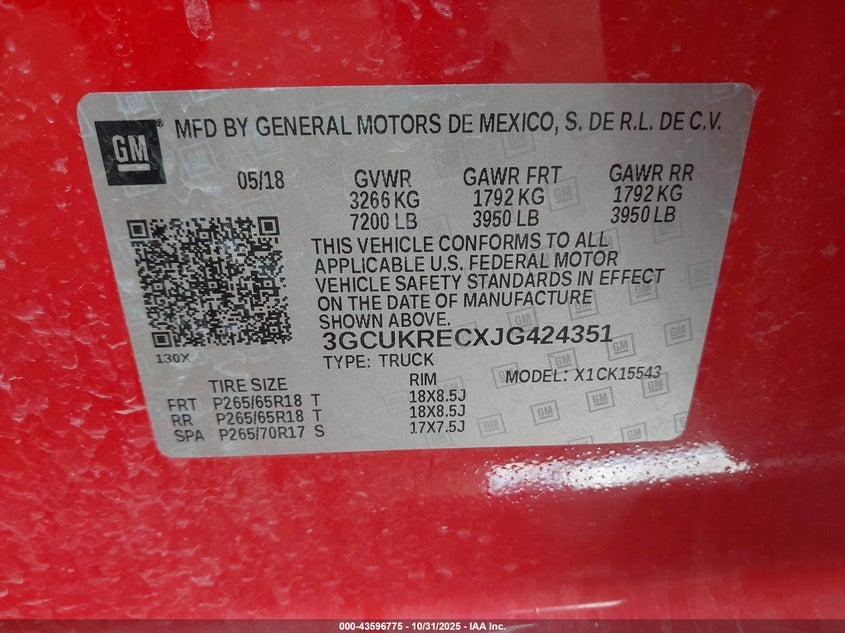 GM
MFD BY GENERAL MOTORS DE MEXICO, S. DE R.L. DE C.V.
05/18 GVWR GAWR FRT GAWR RR
3266 KG 1792 KG 1792 KG
7200 LB 3950 LB 3950 LB
THIS VEHICLE CONFORMS TO ALL
APPLICABLE U.S. FEDERAL MOTOR
VEHICLE SAFETY STANDARDS IN EFFECT
ON THE DATE OF MANUFACTURE
SHOWN ABOVE.
3GCUKRECXJG424351
130X
TYPE: TRUCK
MODEL: X1CK15543
TIRE SIZE RIM
FRT P265/65R18 T 18X8.5J
RR P265/65R18 T 18X8.5J
SPA P265/70R17 S 17X7.5J
000-43596775 - 10/31/2025 - IAA Inc.